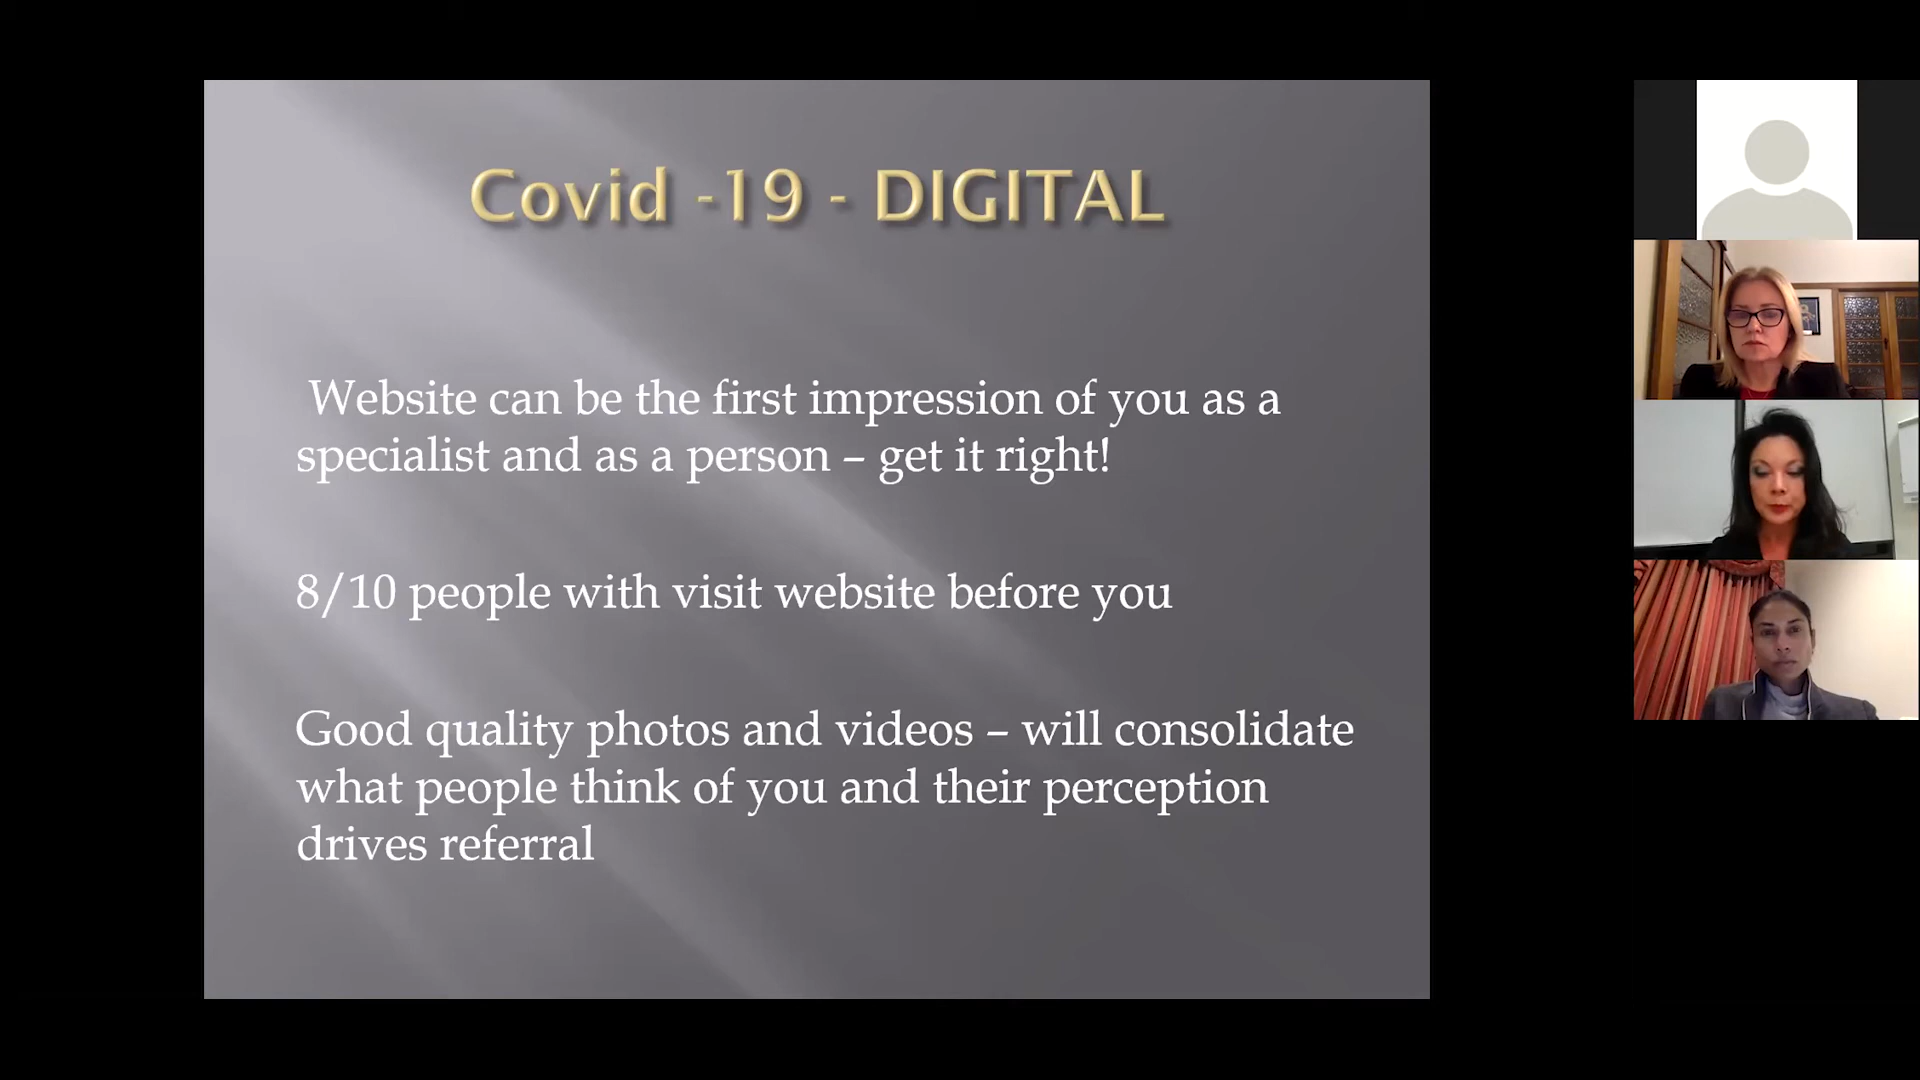 Covid -19 - DIGITAL
Website can be the first impression of you as a
specialist and as a person – get it right!
8/10 people with visit website before you
Good quality photos and videos – will consolidate
what people think of you and their perception
drives referral